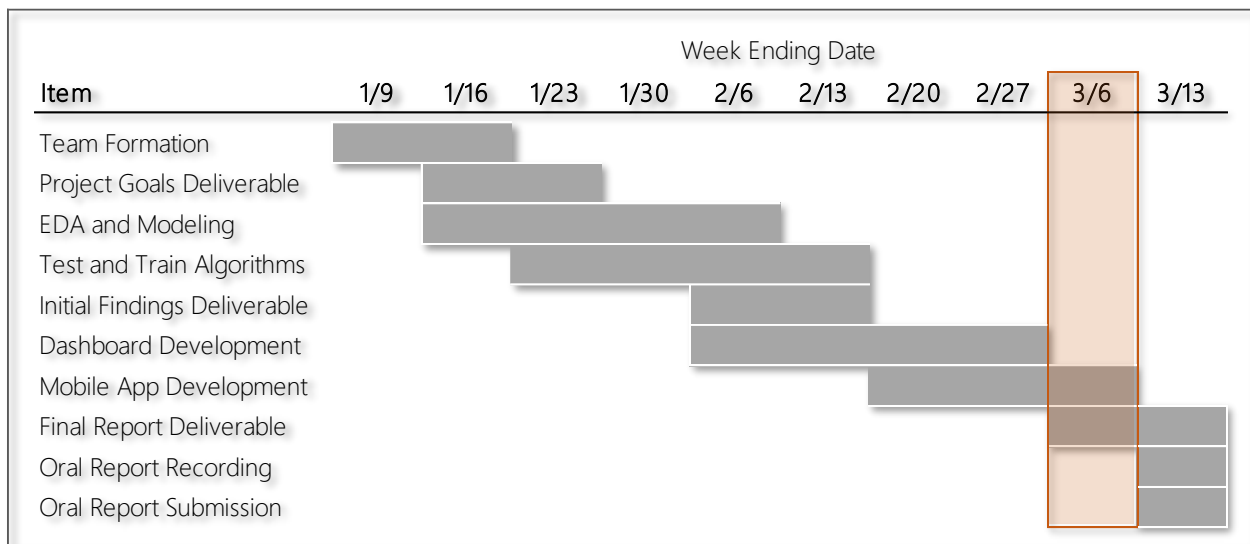 Week Ending Date
Item 1/9 1/16 1/23 1/30 2/6 2/13 2/20 2/27 3/6 3/13
Team Formation
Project Goals Deliverable
EDA and Modeling
Test and Train Algorithms
Initial Findings Deliverable
Dashboard Development
Mobile App Development
Final Report Deliverable
Oral Report Recording
Oral Report Submission